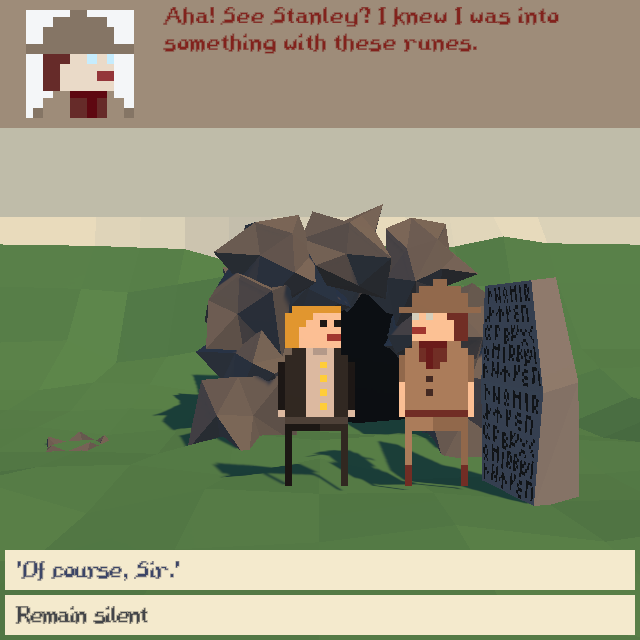 Aha! See Stanley? I knew I was into
something with these runes.
'Of course, Sir.'
Remain silent